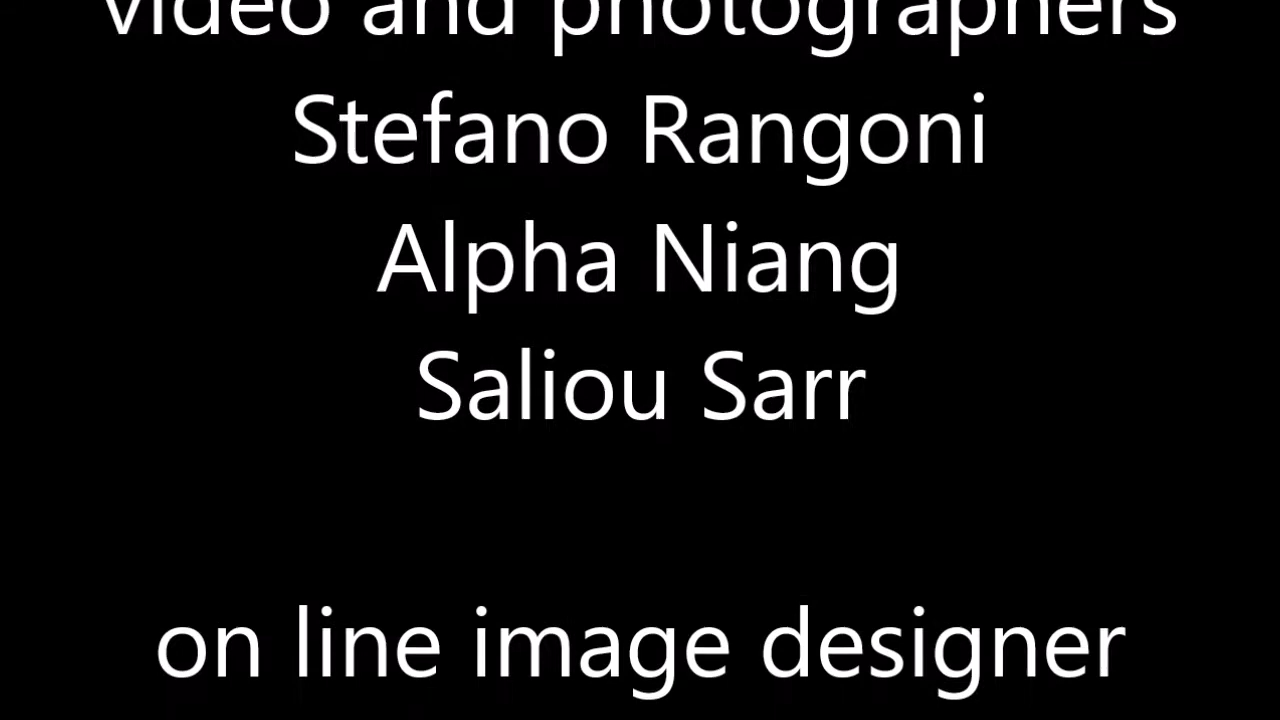 video and photographers
Stefano Rangoni
Alpha Niang
Saliou Sarr
on line image designer